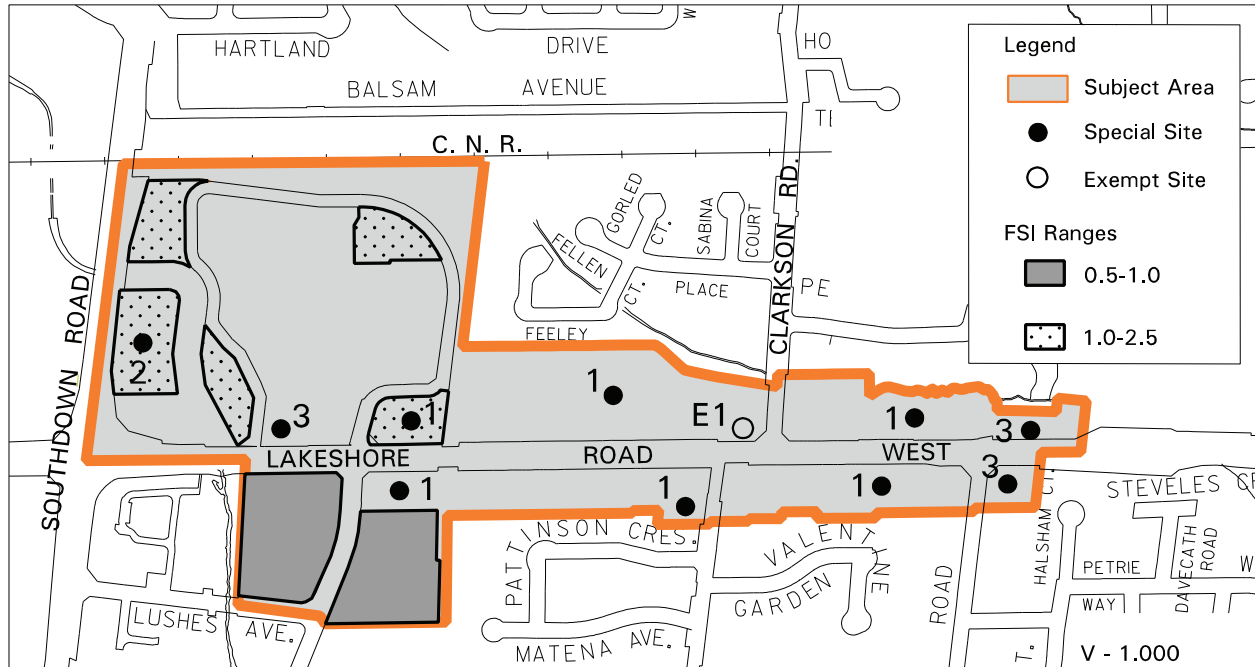 HARTLAND DRIVE
W
HO
BALSAM AVENUE
TE
C. N. R.
Legend
Subject Area
Special Site
Exempt Site
FSI Ranges
0.5-1.0
1.0-2.5
SOUTHDOWN ROAD
CLARKSON RD.
GORLED CT.
SABINA COURT
FELLEN CT.
PLACE
PE
FEELEY
2
3
1
1
E1
1
3
LAKESHORE ROAD WEST
1
1
1
3
STEVELES CR
HALSHAM CT.
PATTINSON CRES.
VALENTINE
GARDEN
ROAD
PETRIE
WAY
W
DAVECATH ROAD
LUSHES AVE.
MATENA AVE.
T.
V - 1.000